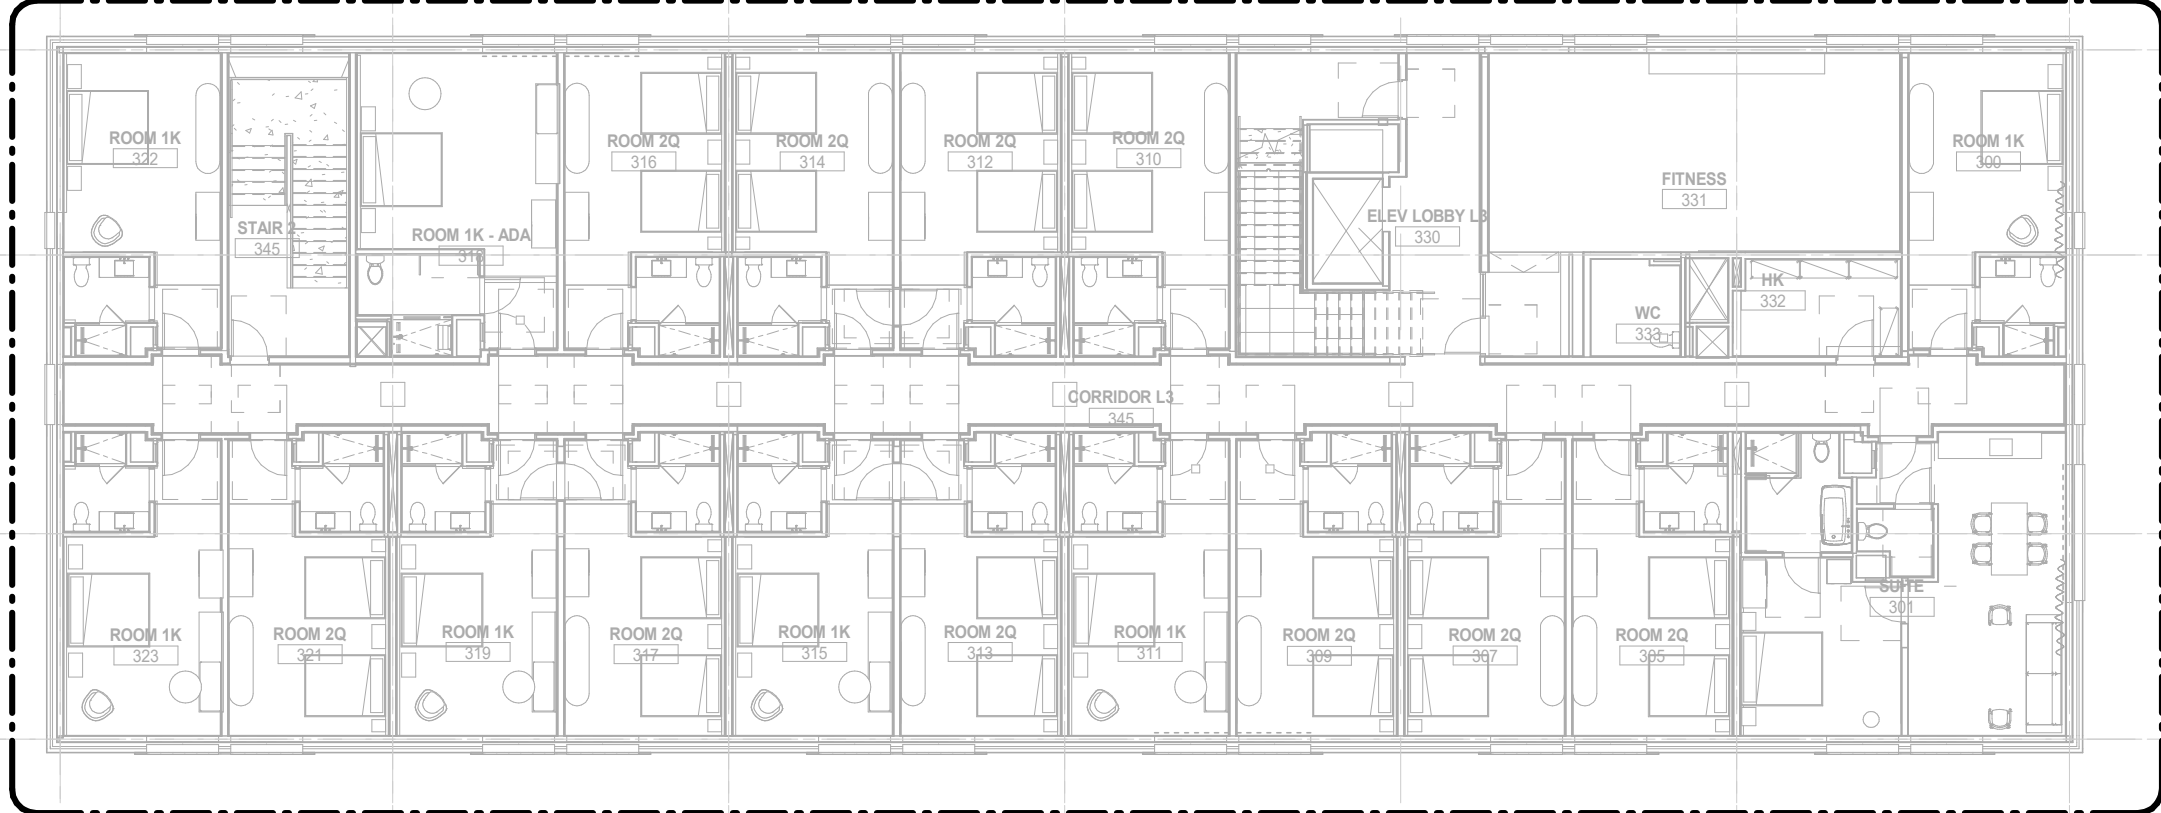 ROOM 1K
322
STAIR 2
345
ROOM 1K - ADA
ROOM 2Q
316
ROOM 2Q
314
ROOM 2Q
312
ROOM 2Q
310
ELEV LOBBY L3
330
FITNESS
331
WC
333
HK
332
ROOM 1K
300
CORRIDOR L3
345
ROOM 1K
323
ROOM 2Q
321
ROOM 1K
319
ROOM 2Q
317
ROOM 1K
315
ROOM 2Q
313
ROOM 1K
311
ROOM 2Q
309
ROOM 2Q
307
ROOM 2Q
305
SUITE
301